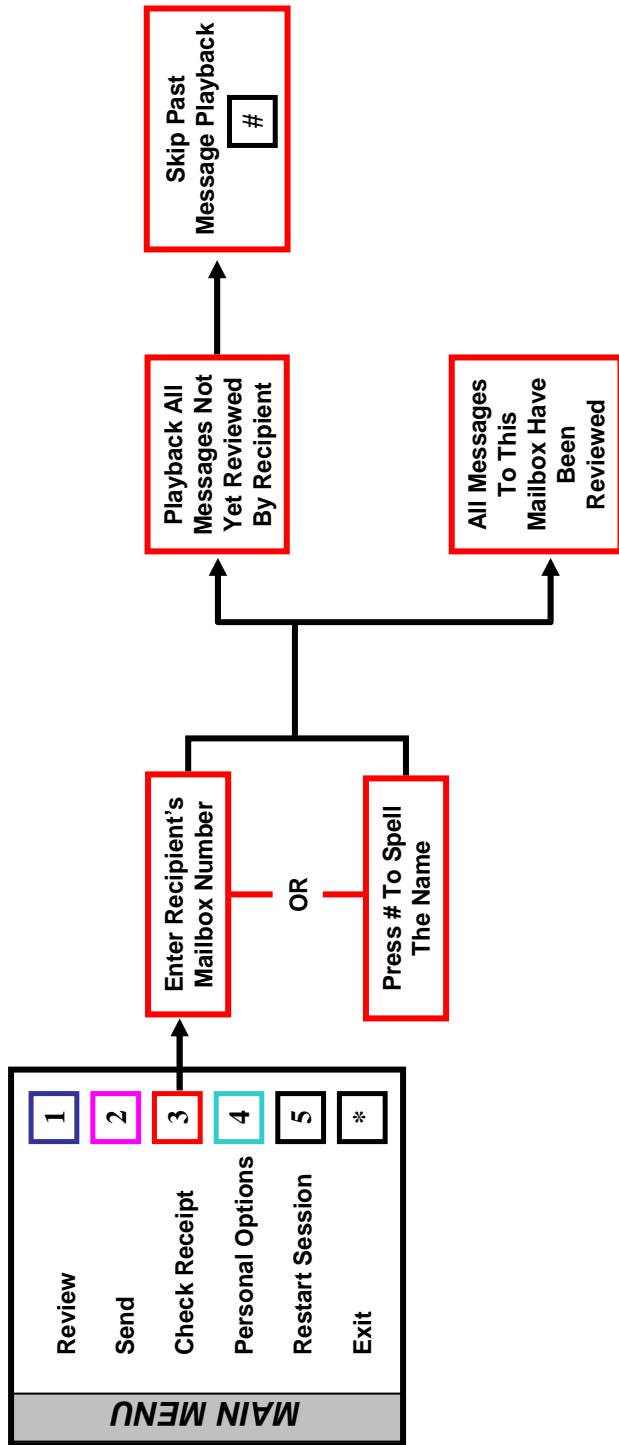 MAIN MENU
Review 1
Send 2
Check Receipt 3
Personal Options 4
Restart Session 5
Exit *
Enter Recipient’s
Mailbox Number
OR
Press # To Spell
The Name
Playback All
Messages Not
Yet Reviewed
By Recipient
Skip Past
Message Playback
#
All Messages
To This
Mailbox Have
Been
Reviewed